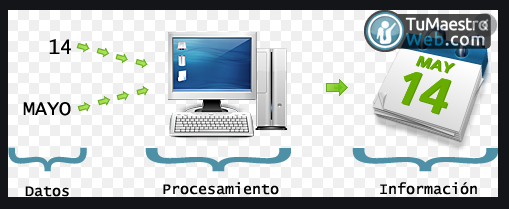 TuMaestro
Web.com
14
MAYO
MAY
14
Datos
Procesamiento
Información